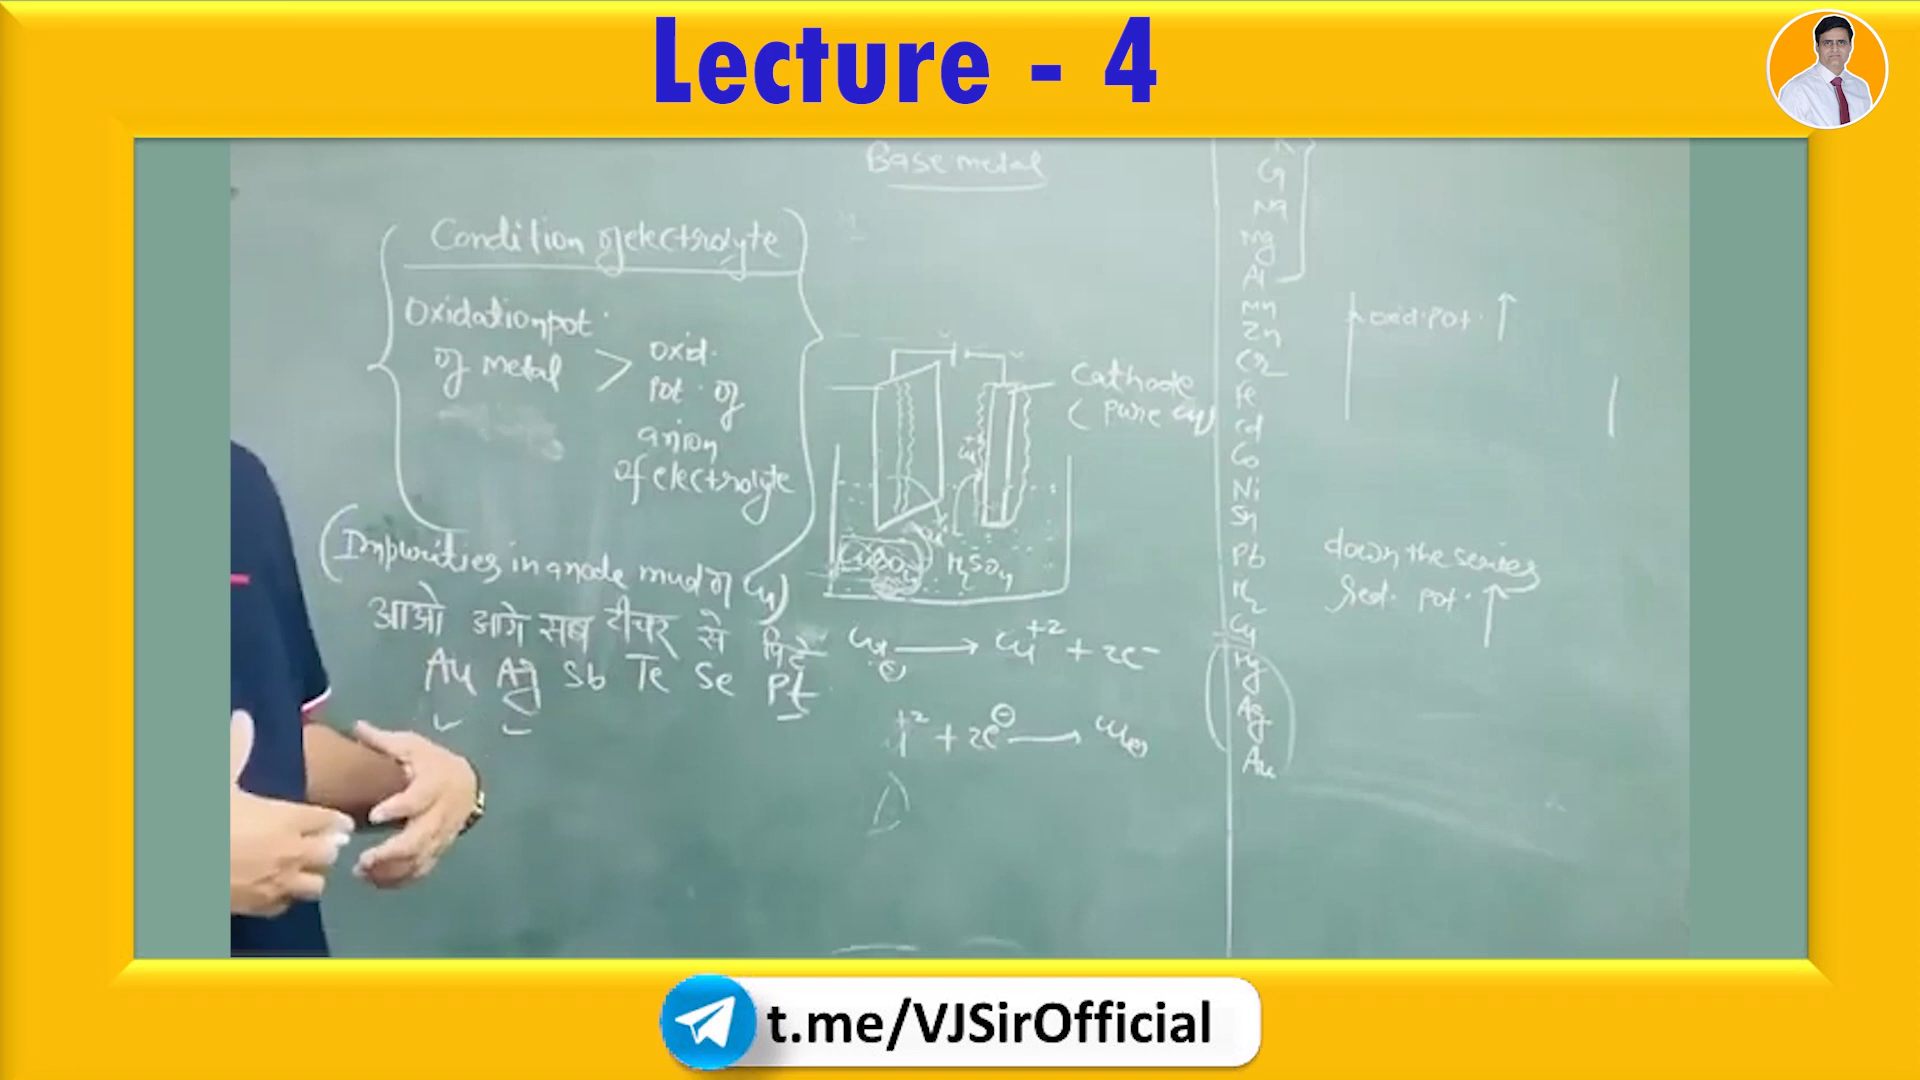 Lecture - 4
Base metal
Condition of electrolyte
Oxidation pot.
of metal >
oxid.
pot. of
anion
of electrolyte
(Impurities in anode mud of Cu)
आओ आगे सब टीचर से पिटे
Au Ag Sb Te Se Pt
Cathode
(pure Cu)
CuSO4
H2SO4
Cu(s) → Cu+2 + 2e-
+2 + 2e⊖ → Cu(s)
Na
Mg
Al
Mn
Zn
Cr
Fe
Cd
Co
Ni
Sn
Pb
H2
Cu
Hg
Ag
Au
oxid. pot. ↑
down the series
red. pot. ↑
t.me/VJSirOfficial